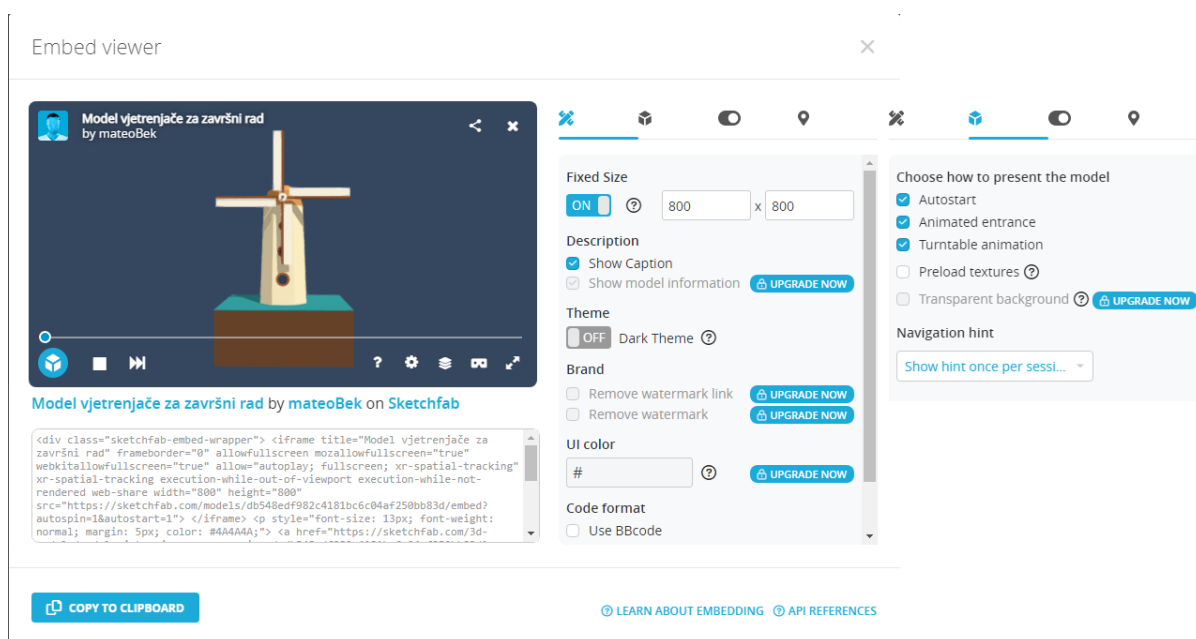 Embed viewer
Model vjetrenjače za završni rad
by mateoBek
Model vjetrenjače za završni rad by mateoBek on Sketchfab
<div class="sketchfab-embed-wrapper"> <iframe title="Model vjetrenjače za
završni rad" frameborder="0" allowfullscreen mozallowfullscreen="true"
webkitallowfullscreen="true" allow="autoplay; fullscreen; xr-spatial-tracking"
xr-spatial-tracking execution-while-out-of-viewport execution-while-not-
rendered web-share width="800" height="800"
src="https://sketchfab.com/models/db548edf982c4181bc6c04af250bb83d/embed?
autospin=1&autostart=1"> </iframe> <p style="font-size: 13px; font-weight:
normal; margin: 5px; color: #4A4A4A;"> <a href="https://sketchfab.com/3d-
COPY TO CLIPBOARD
Fixed Size
ON ? 800 x 800
Description
Show Caption
Show model information UPGRADE NOW
Theme
OFF Dark Theme ?
Brand
Remove watermark link UPGRADE NOW
Remove watermark UPGRADE NOW
UI color
# ? UPGRADE NOW
Code format
Use BBcode
? LEARN ABOUT EMBEDDING ? API REFERENCES
Choose how to present the model
Autostart
Animated entrance
Turntable animation
Preload textures ?
Transparent background ? UPGRADE NOW
Navigation hint
Show hint once per sessi...